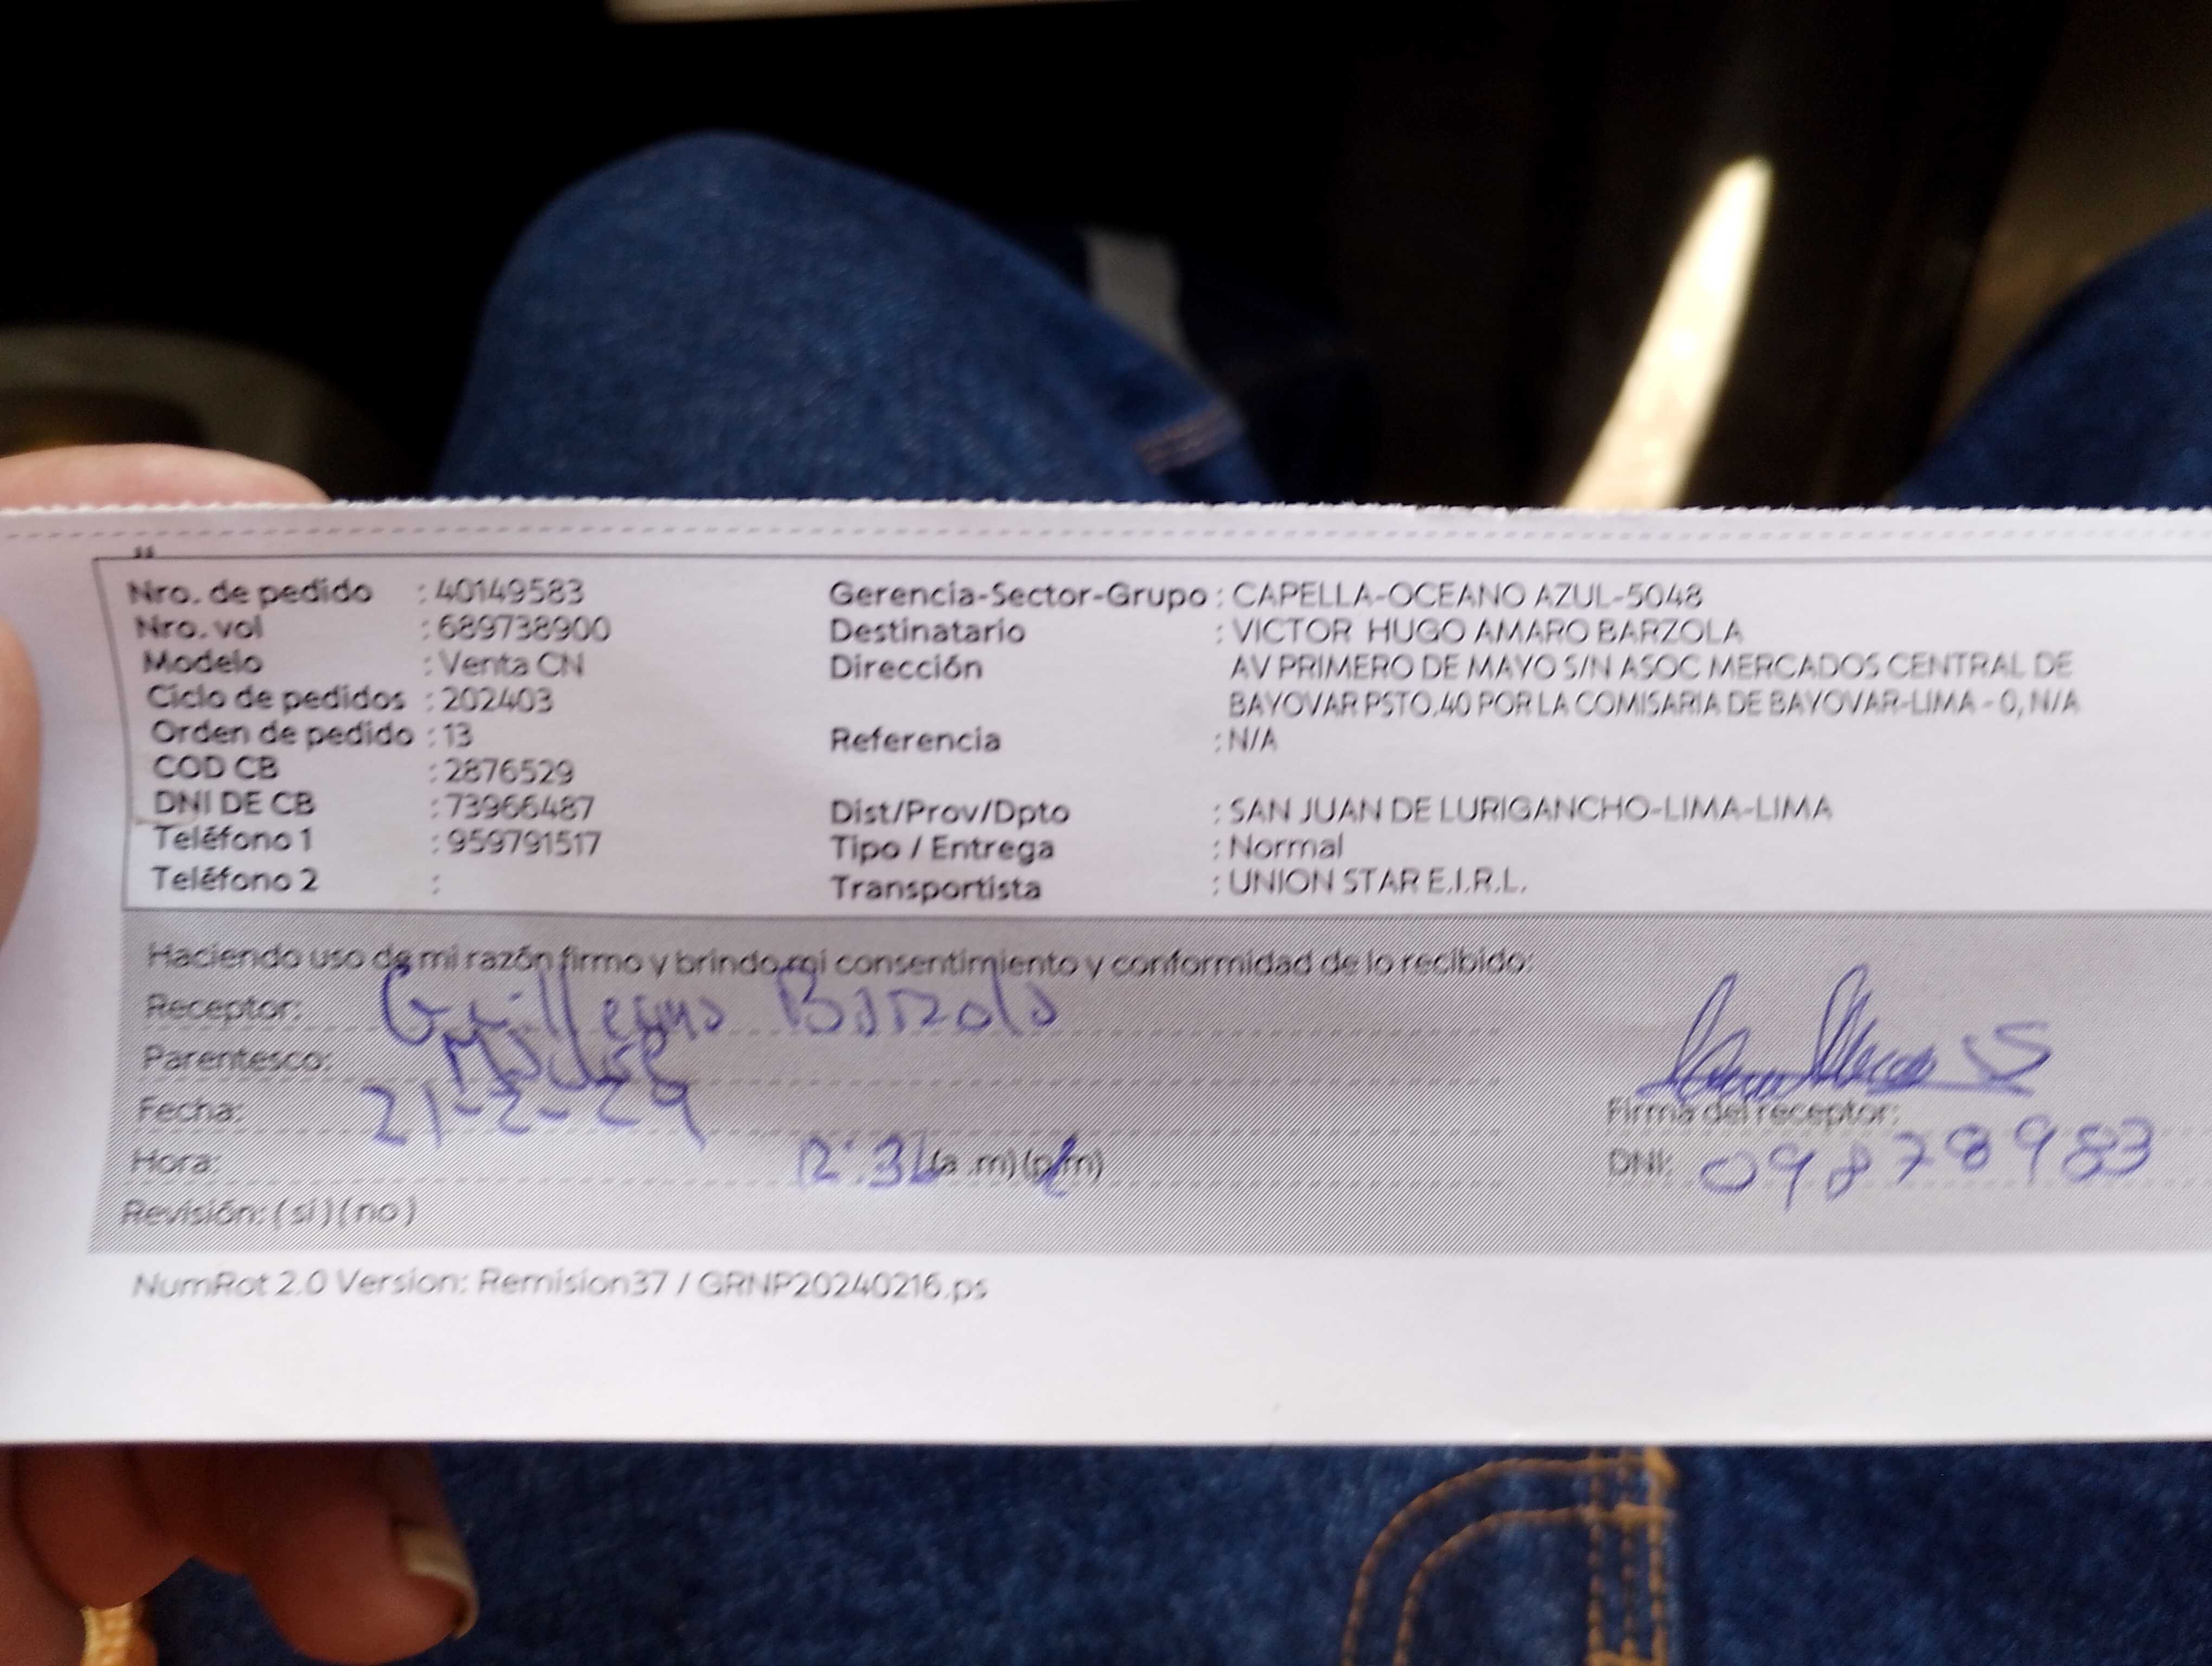 Nro. de pedido : 40149583 Gerencia-Sector-Grupo : CAPELLA-OCEANO AZUL-5048
Nro. vol : 689738900 Destinatario : VICTOR HUGO AMARO BARZOLA
Modelo : Venta CN Dirección AV PRIMERO DE MAYO S/N ASOC MERCADOS CENTRAL DE
Ciclo de pedidos : 202403 BAYOVAR PSTO.40 POR LA COMISARIA DE BAYOVAR-LIMA - 0, N/A
Orden de pedido : 13 Referencia : N/A
COD CB : 2876529
DNI DE CB : 73966487 Dist/Prov/Dpto : SAN JUAN DE LURIGANCHO-LIMA-LIMA
Teléfono 1 : 959791517 Tipo / Entrega : Normal
Teléfono 2 : Transportista : UNION STAR E.I.R.L.
Haciendo uso de mi razón firmo y brindo mi consentimiento y conformidad de lo recibido:
Receptor: Guillerma Barzola
Parentesco: Madre
Fecha: 21-2-24 Firma del receptor:
Hora: 12:36 (a .m) (p.m) DNI: 09878983
Revisión: ( si ) ( no )
NumRot 2.0 Version: Remision37 / GRNP20240216.ps